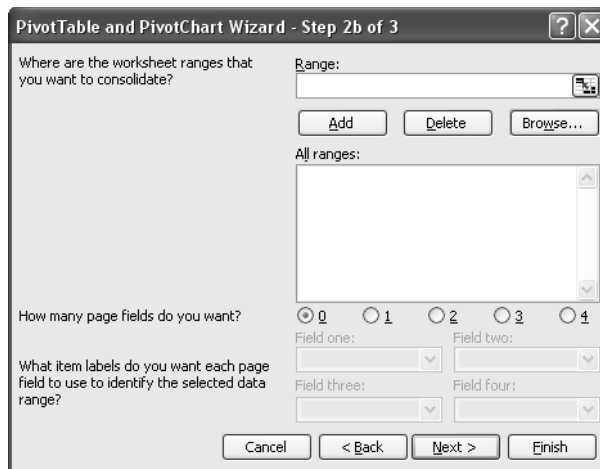 PivotTable and PivotChart Wizard - Step 2b of 3
Where are the worksheet ranges that
you want to consolidate?
Range:
Add Delete Browse...
All ranges:
How many page fields do you want?
0 1 2 3 4
Field one: Field two:
What item labels do you want each page
field to use to identify the selected data
range?
Field three: Field four:
Cancel < Back Next > Finish